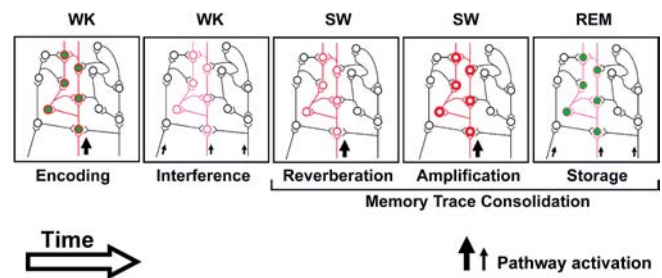 WK WK SW SW REM
Encoding Interference Reverberation Amplification Storage
Memory Trace Consolidation
Time
Pathway activation